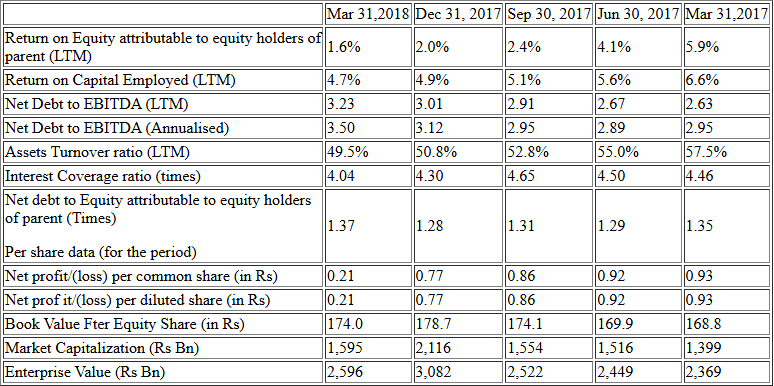 Mar 31,2018 Dec 31, 2017 Sep 30, 2017 Jun 30, 2017 Mar 31,2017
Return on Equity attributable to equity holders of
parent (LTM) 1.6% 2.0% 2.4% 4.1% 5.9%
Return on Capital Employed (LTM) 4.7% 4.9% 5.1% 5.6% 6.6%
Net Debt to EBITDA (LTM) 3.23 3.01 2.91 2.67 2.63
Net Debt to EBITDA (Annualised) 3.50 3.12 2.95 2.89 2.95
Assets Turnover ratio (LTM) 49.5% 50.8% 52.8% 55.0% 57.5%
Interest Coverage ratio (times) 4.04 4.30 4.65 4.50 4.46
Net debt to Equity attributable to equity holders
of parent (Times) 1.37 1.28 1.31 1.29 1.35
Per share data (for the period)
Net profit/(loss) per common share (in Rs) 0.21 0.77 0.86 0.92 0.93
Net prof it/(loss) per diluted share (in Rs) 0.21 0.77 0.86 0.92 0.93
Book Value Fter Equity Share (in Rs) 174.0 178.7 174.1 169.9 168.8
Market Capitalization (Rs Bn) 1,595 2,116 1,554 1,516 1,399
Enterprise Value (Rs Bn) 2,596 3,082 2,522 2,449 2,369